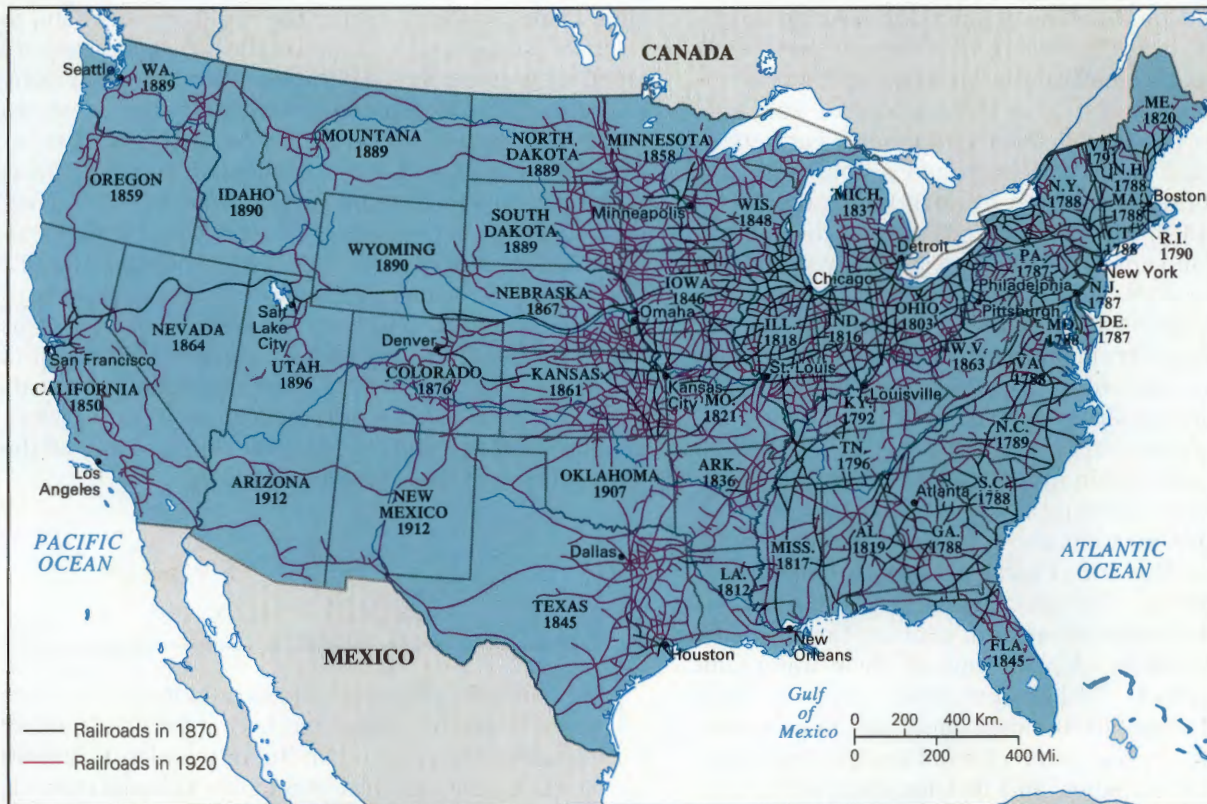 CANADA
Seattle
WA.
1889
MOUNTANA
1889
NORTH
DAKOTA
1889
MINNESOTA
1858
ME.
1820
VT.
1791
N.H.
1788
OREGON
1859
IDAHO
1890
N.Y.
1788
MA.
1788
Boston
SOUTH
DAKOTA
1889
Minneapolis
WIS.
1848
MICH.
1837
CT.
1788
R.I.
1790
WYOMING
1890
Detroit
PA.
1787
New York
Chicago
NEBRASKA
1867
IOWA
1846
Omaha
OHIO
1803
Philadelphia
Pittsburgh
N.J.
1787
Salt
Lake
City
NEVADA
1864
ILL.
1818
IND.
1816
MD.
1788
DE.
1787
Denver
W.V.
1863
VA.
1788
San Francisco
UTAH
1896
COLORADO
1876
KANSAS
1861
Kansas
City
St. Louis
Louisville
CALIFORNIA
1850
MO.
1821
KY.
1792
N.C.
1789
TN.
1796
Los
Angeles
ARIZONA
1912
NEW
MEXICO
1912
OKLAHOMA
1907
ARK.
1836
S.C.
1788
Atlanta
PACIFIC
OCEAN
Dallas
MISS.
1817
AL.
1819
GA.
1788
ATLANTIC
OCEAN
LA.
1812
TEXAS
1845
MEXICO
Houston
New
Orleans
FLA.
1845
Gulf
of
Mexico
0 200 400 Km.
0 200 400 Mi.
Railroads in 1870
Railroads in 1920